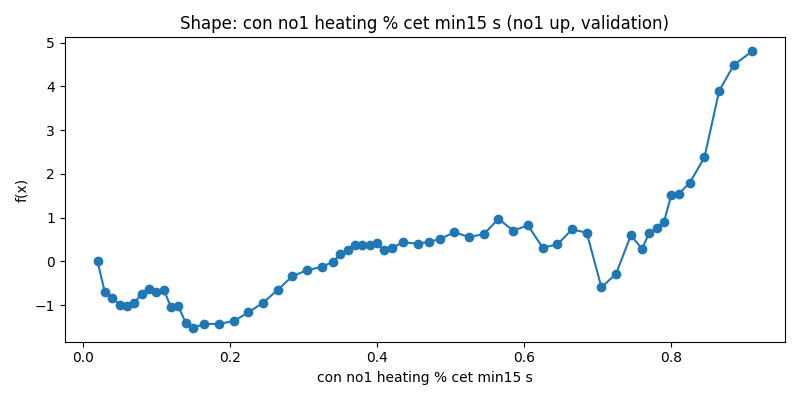 Shape: con no1 heating % cet min15 s (no1 up, validation)
5
4
3
2
1
0
−1
f(x)
0.0 0.2 0.4 0.6 0.8
con no1 heating % cet min15 s